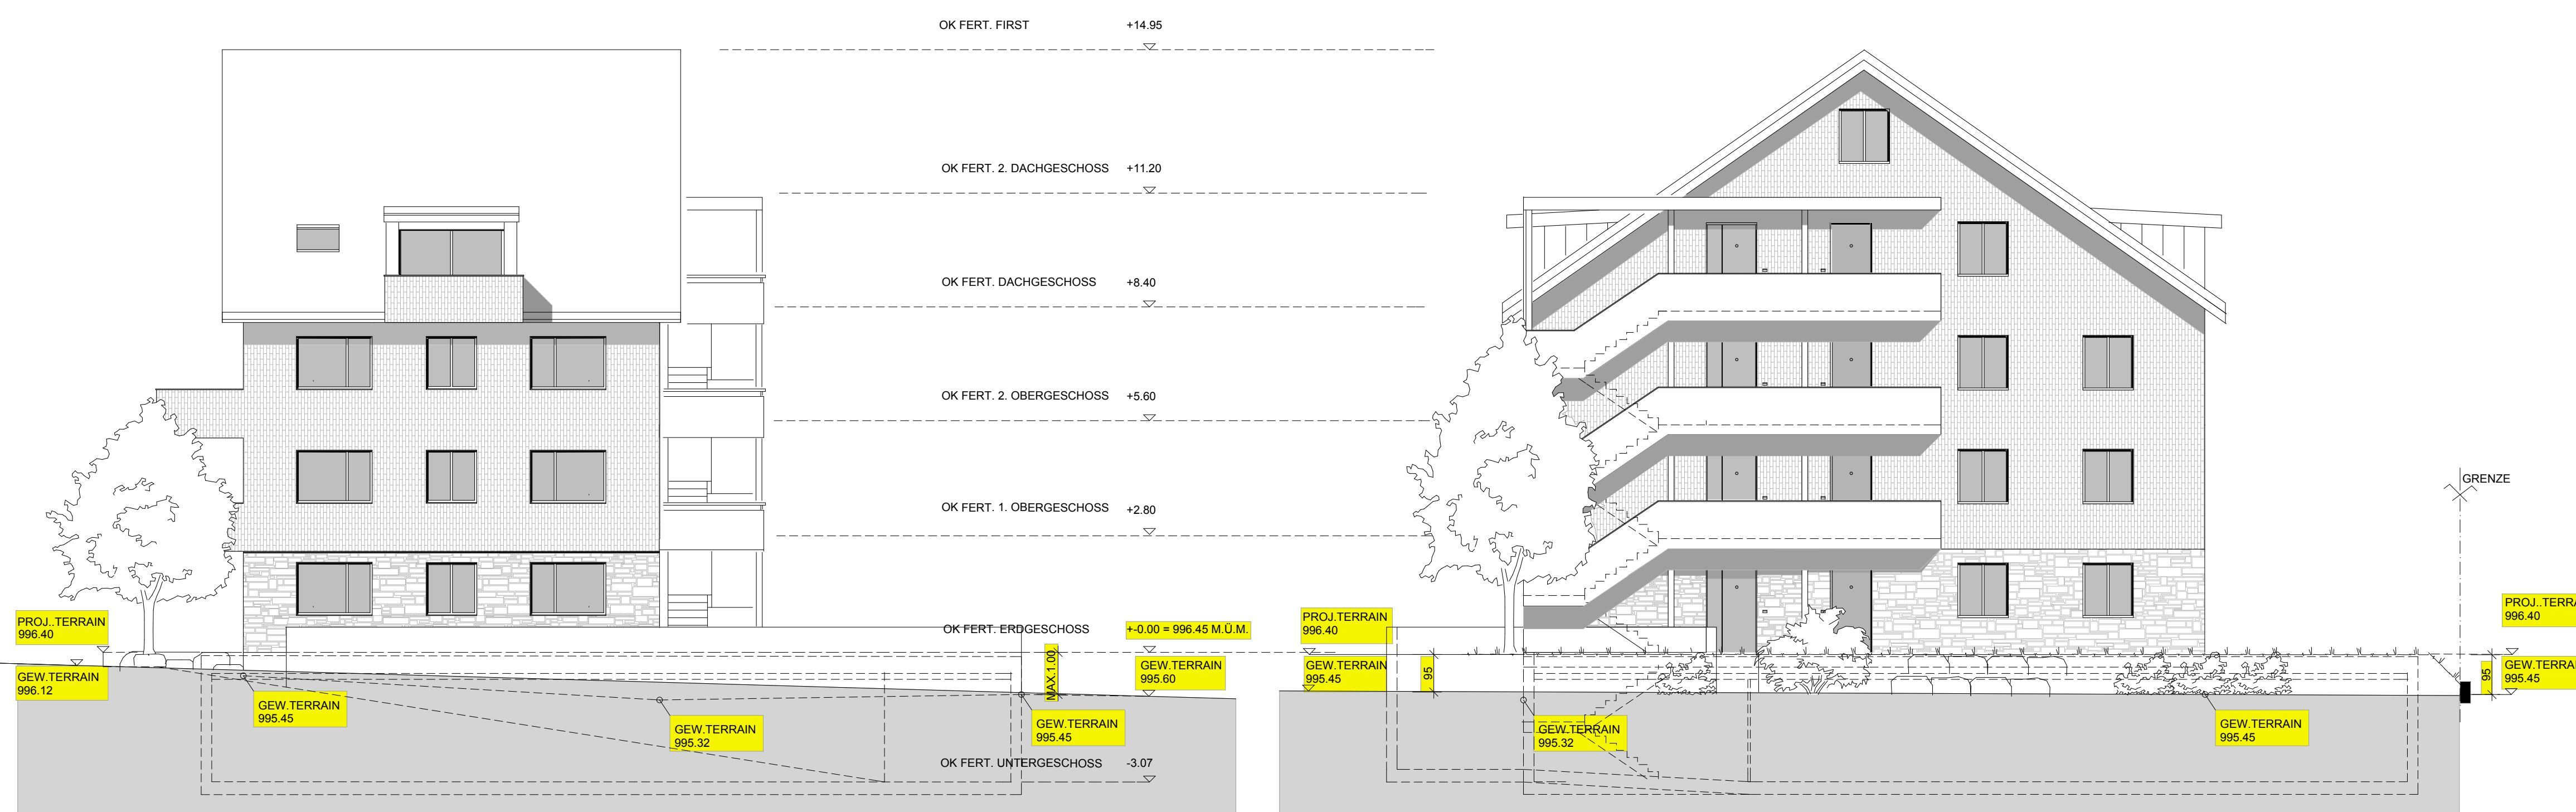 OK FERT. FIRST +14.95
OK FERT. 2. DACHGESCHOSS +11.20
OK FERT. DACHGESCHOSS +8.40
OK FERT. 2. OBERGESCHOSS +5.60
OK FERT. 1. OBERGESCHOSS +2.80
OK FERT. ERDGESCHOSS +-0.00 = 996.45 M.Ü.M.
OK FERT. UNTERGESCHOSS -3.07
PROJ..TERRAIN
996.40
GEW.TERRAIN
996.12
GEW.TERRAIN
995.45
GEW.TERRAIN
995.32
MAX.1.00
GEW.TERRAIN
995.60
GEW.TERRAIN
995.45
PROJ.TERRAIN
996.40
GEW.TERRAIN
995.45
95
GEW.TERRAIN
995.32
GEW.TERRAIN
995.45
GRENZE
95
PROJ..TERRA
996.40
GEW.TERRAI
995.45